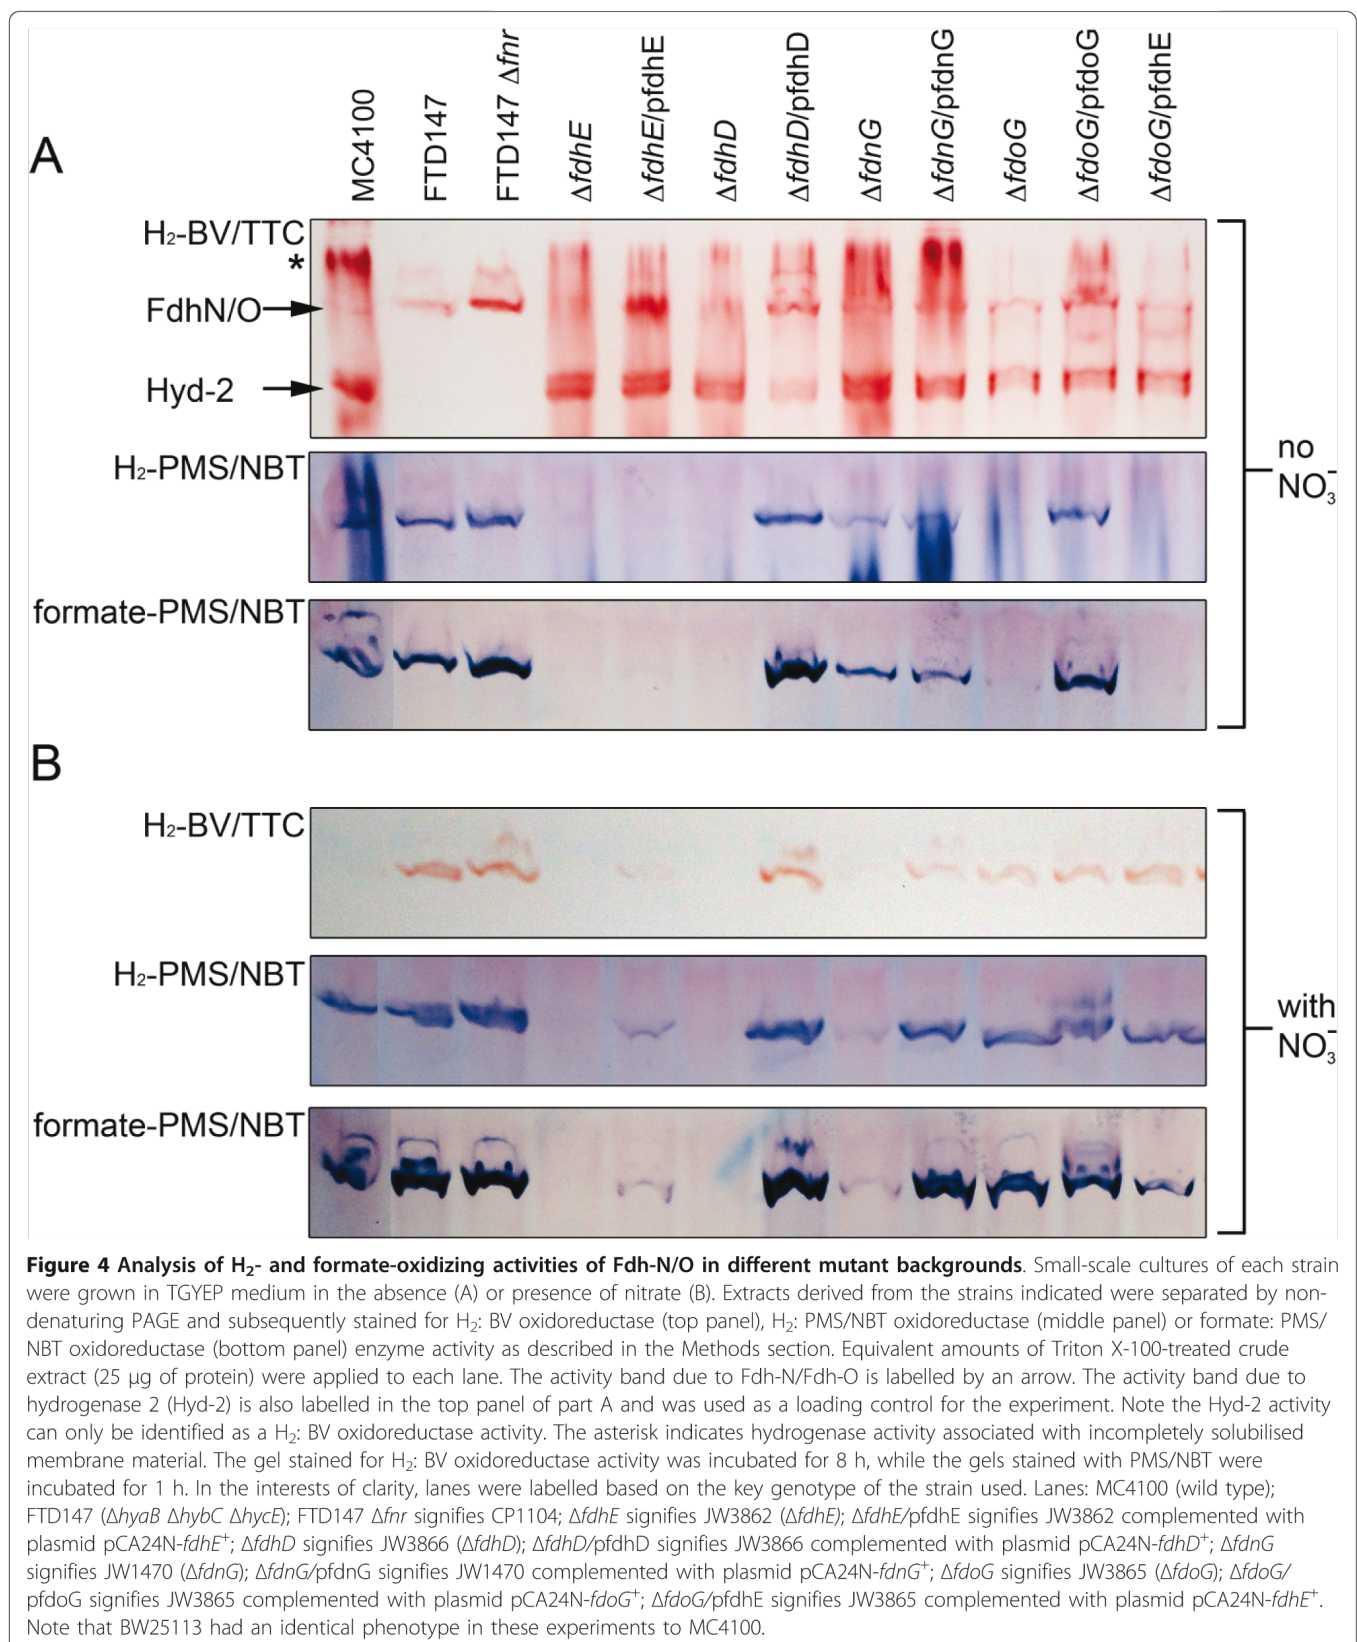 MC4100
FTD147
FTD147 Δfnr
ΔfdhE
ΔfdhE/pfdhE
ΔfdhD
ΔfdhD/pfdhD
ΔfdnG
ΔfdnG/pfdnG
ΔfdoG
ΔfdoG/pfdoG
ΔfdoG/pfdhE
A
H₂-BV/TTC
*
FdhN/O
Hyd-2
H₂-PMS/NBT
formate-PMS/NBT
no
NO₃⁻
B
H₂-BV/TTC
H₂-PMS/NBT
formate-PMS/NBT
with
NO₃⁻
Figure 4 Analysis of H₂- and formate-oxidizing activities of Fdh-N/O in different mutant backgrounds. Small-scale cultures of each strain
were grown in TGYEP medium in the absence (A) or presence of nitrate (B). Extracts derived from the strains indicated were separated by non-
denaturing PAGE and subsequently stained for H₂: BV oxidoreductase (top panel), H₂: PMS/NBT oxidoreductase (middle panel) or formate: PMS/
NBT oxidoreductase (bottom panel) enzyme activity as described in the Methods section. Equivalent amounts of Triton X-100-treated crude
extract (25 μg of protein) were applied to each lane. The activity band due to Fdh-N/Fdh-O is labelled by an arrow. The activity band due to
hydrogenase 2 (Hyd-2) is also labelled in the top panel of part A and was used as a loading control for the experiment. Note the Hyd-2 activity
can only be identified as a H₂: BV oxidoreductase activity. The asterisk indicates hydrogenase activity associated with incompletely solubilised
membrane material. The gel stained for H₂: BV oxidoreductase activity was incubated for 8 h, while the gels stained with PMS/NBT were
incubated for 1 h. In the interests of clarity, lanes were labelled based on the key genotype of the strain used. Lanes: MC4100 (wild type);
FTD147 (ΔhyaB ΔhybC ΔhycE); FTD147 Δfnr signifies CP1104; ΔfdhE signifies JW3862 (ΔfdhE); ΔfdhE/pfdhE signifies JW3862 complemented with
plasmid pCA24N-fdhE⁺; ΔfdhD signifies JW3866 (ΔfdhD); ΔfdhD/pfdhD signifies JW3866 complemented with plasmid pCA24N-fdhD⁺; ΔfdnG
signifies JW1470 (ΔfdnG); ΔfdnG/pfdnG signifies JW1470 complemented with plasmid pCA24N-fdnG⁺; ΔfdoG signifies JW3865 (ΔfdoG); ΔfdoG/
pfdoG signifies JW3865 complemented with plasmid pCA24N-fdoG⁺; ΔfdoG/pfdhE signifies JW3865 complemented with plasmid pCA24N-fdhE⁺.
Note that BW25113 had an identical phenotype in these experiments to MC4100.